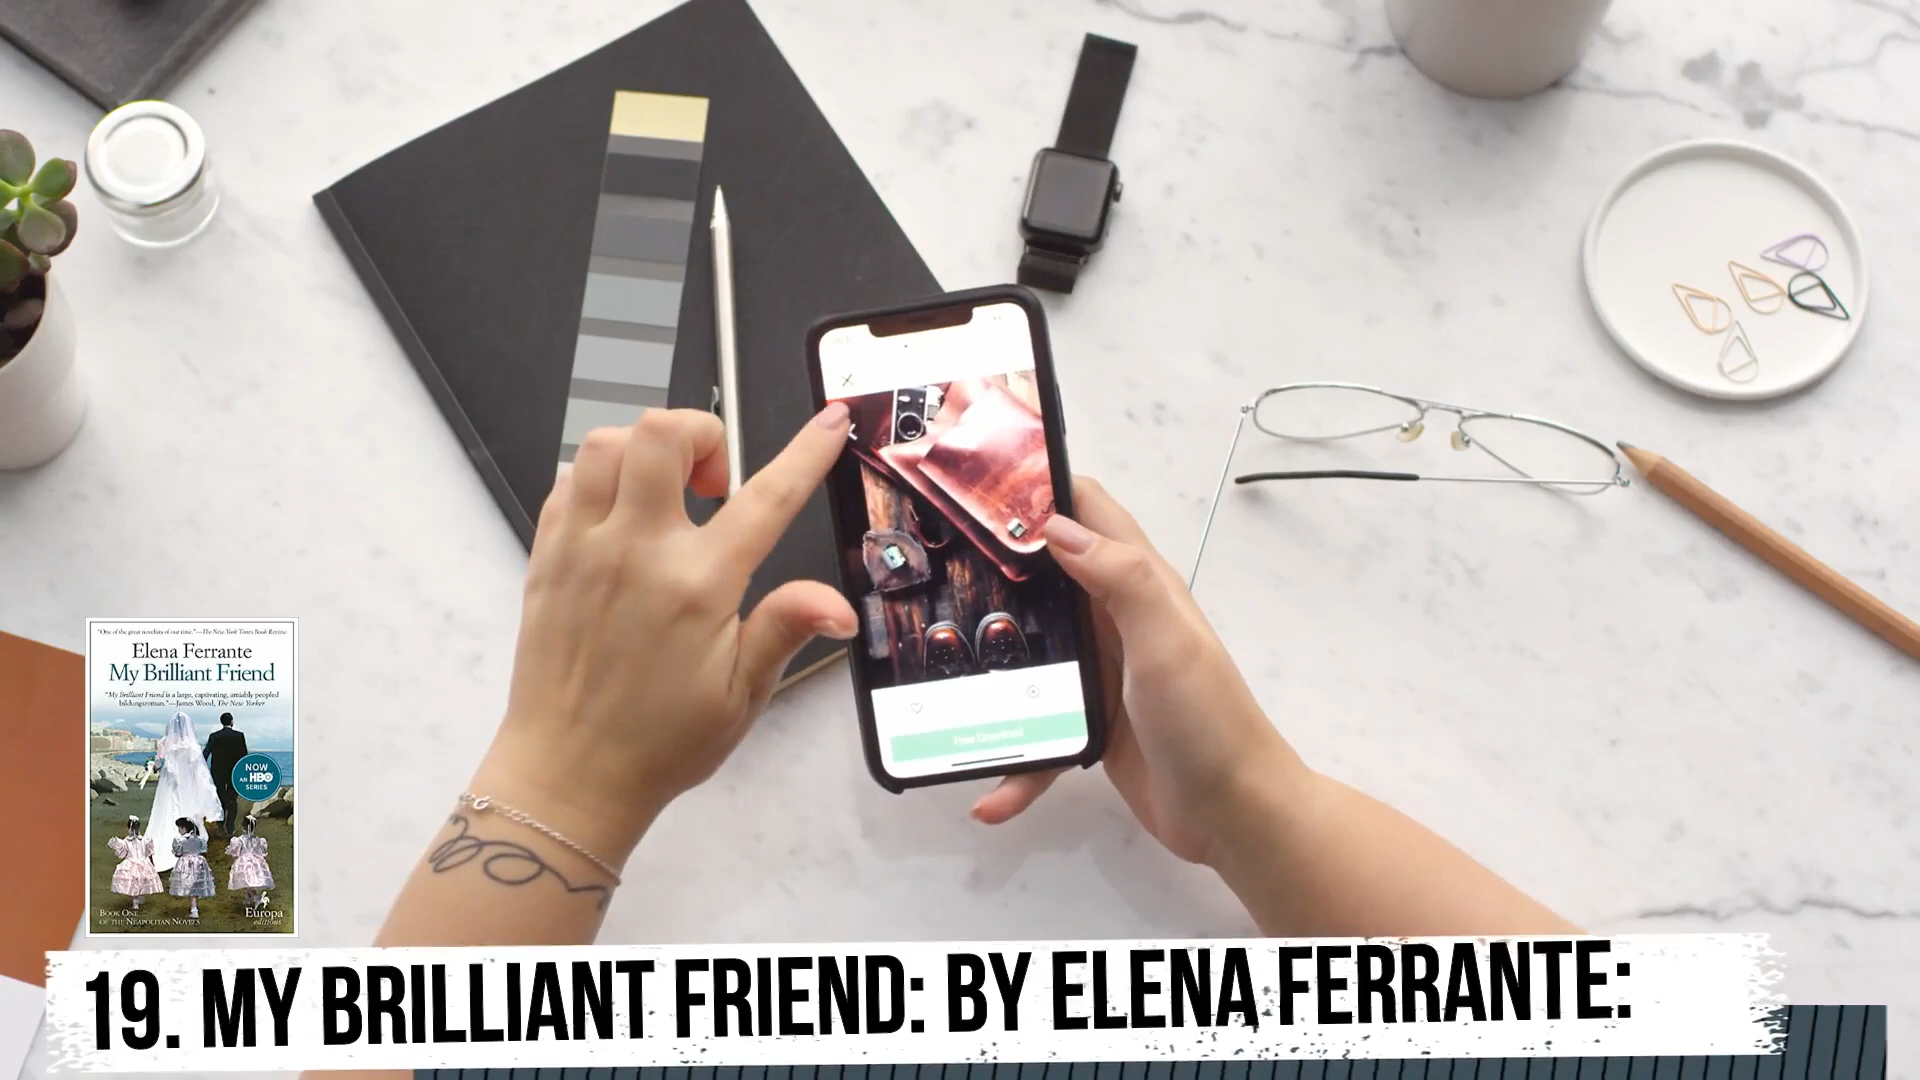 Free Download
"One of the great novelists of our time."—The New York Times Book Review
Elena Ferrante
My Brilliant Friend
"My Brilliant Friend is a large, captivating, amiably peopled
bildungsroman."—James Wood, The New Yorker
NOW
AN HBO
SERIES
BOOK ONE
OF THE NEAPOLITAN NOVELS
Europa
editions
19. MY BRILLIANT FRIEND: BY ELENA FERRANTE: